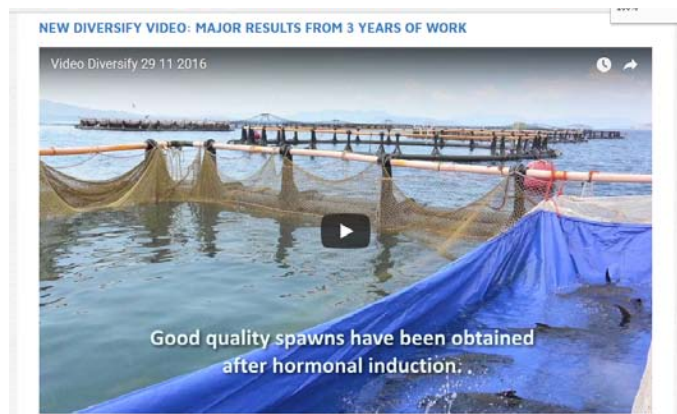 NEW DIVERSIFY VIDEO: MAJOR RESULTS FROM 3 YEARS OF WORK
Video Diversify 29 11 2016
Good quality spawns have been obtained
after hormonal induction. .